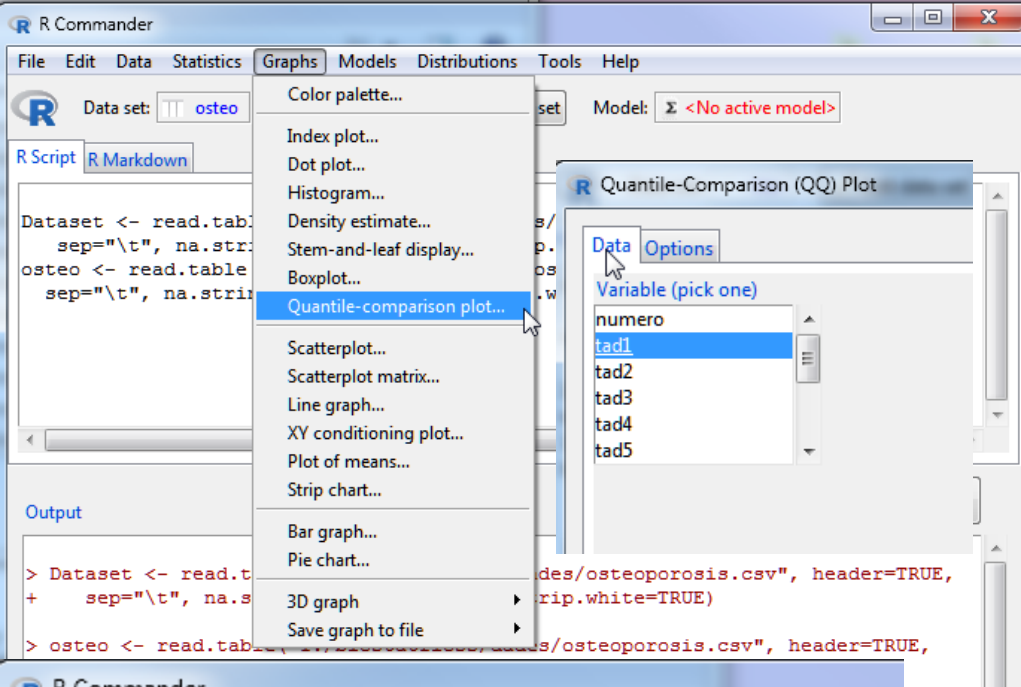 R Commander
File Edit Data Statistics Graphs Models Distributions Tools Help
R Data set: osteo set Model: Σ <No active model>
R Script R Markdown
Color palette...
Index plot...
Dot plot...
Histogram...
Density estimate...
Stem-and-leaf display...
Boxplot...
Quantile-comparison plot...
Scatterplot...
Scatterplot matrix...
Line graph...
XY conditioning plot...
Plot of means...
Strip chart...
Bar graph...
Pie chart...
3D graph
Save graph to file
Dataset <- read.tab
sep="\t", na.stri
osteo <- read.table
sep="\t", na.strin
Quantile-Comparison (QQ) Plot
Data Options
Variable (pick one)
numero
tad1
tad2
tad3
tad4
tad5
Output
> Dataset <- read.t des/osteoporosis.csv", header=TRUE,
+ sep="\t", na.s rip.white=TRUE)
> osteo <- read.table( /osteoporosis.csv", header=TRUE,
R Commander